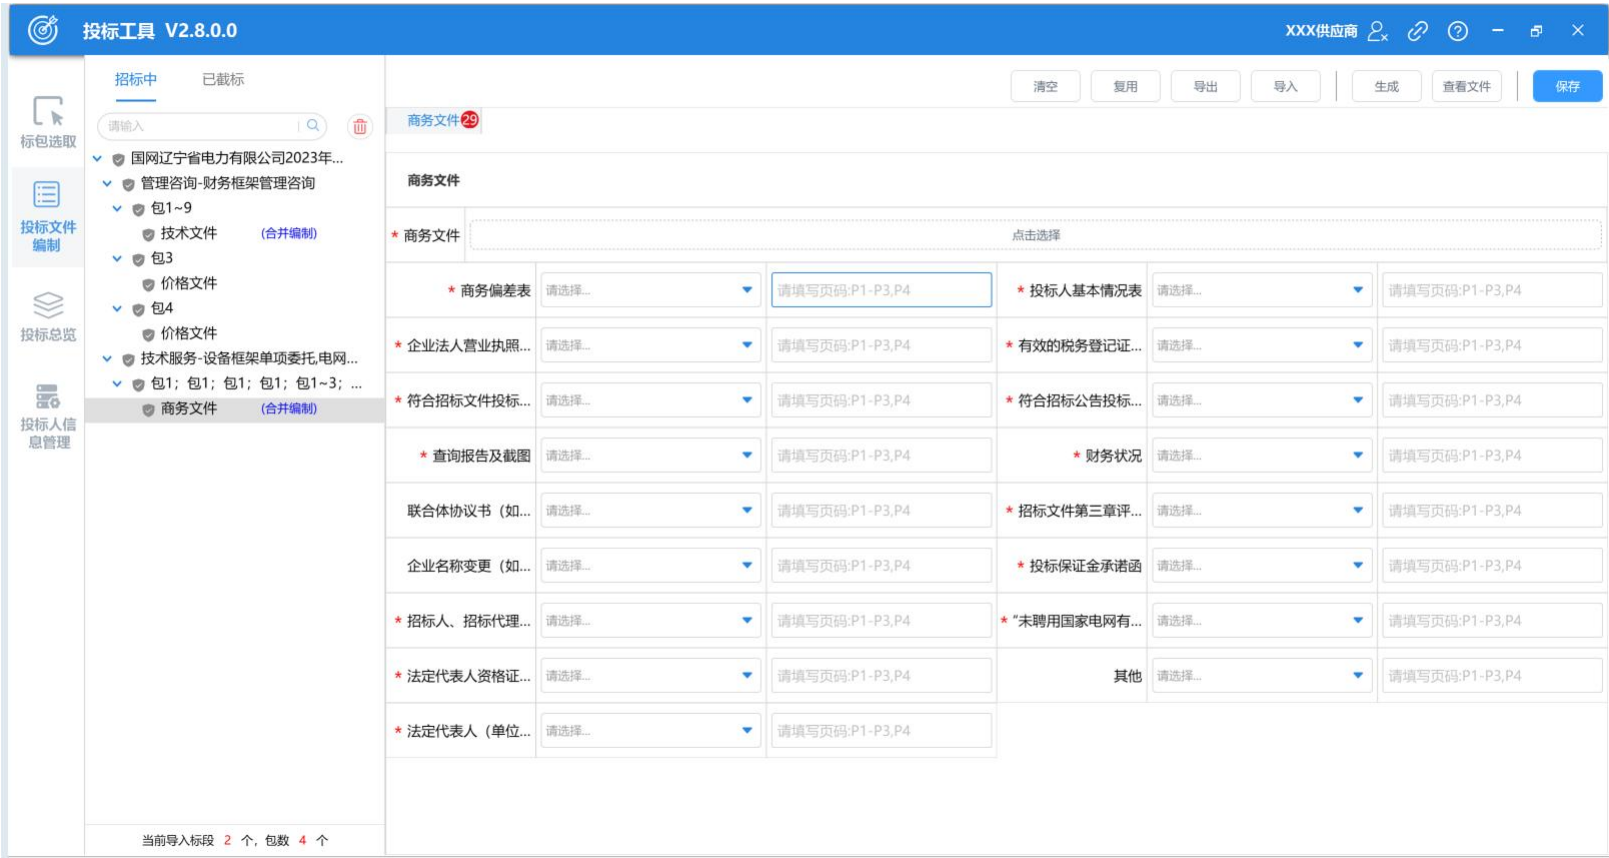 投标工具 V2.8.0.0
XXX供应商
招标中 已截标
清空 复用 导出 导入 生成 查看文件 保存
标包选取
投标文件
编制
投标总览
投标人信
息管理
请输入
国网辽宁省电力有限公司2023年...
管理咨询-财务框架管理咨询
包1~9
技术文件 (合并编制)
包3
价格文件
包4
价格文件
技术服务-设备框架单项委托,电网...
包1；包1；包1；包1；包1~3；...
商务文件 (合并编制)
当前导入标段 2 个，包数 4 个
商务文件 29
商务文件
* 商务文件 点击选择
* 商务偏差表 请选择... 请填写页码:P1-P3,P4 * 投标人基本情况表 请选择... 请填写页码:P1-P3,P4
* 企业法人营业执照... 请选择... 请填写页码:P1-P3,P4 * 有效的税务登记证... 请选择... 请填写页码:P1-P3,P4
* 符合招标文件投标... 请选择... 请填写页码:P1-P3,P4 * 符合招标公告投标... 请选择... 请填写页码:P1-P3,P4
* 查询报告及截图 请选择... 请填写页码:P1-P3,P4 * 财务状况 请选择... 请填写页码:P1-P3,P4
联合体协议书（如... 请选择... 请填写页码:P1-P3,P4 * 招标文件第三章评... 请选择... 请填写页码:P1-P3,P4
企业名称变更（如... 请选择... 请填写页码:P1-P3,P4 * 投标保证金承诺函 请选择... 请填写页码:P1-P3,P4
* 招标人、招标代理... 请选择... 请填写页码:P1-P3,P4 * “未聘用国家电网有... 请选择... 请填写页码:P1-P3,P4
* 法定代表人资格证... 请选择... 请填写页码:P1-P3,P4 其他 请选择... 请填写页码:P1-P3,P4
* 法定代表人（单位... 请选择... 请填写页码:P1-P3,P4